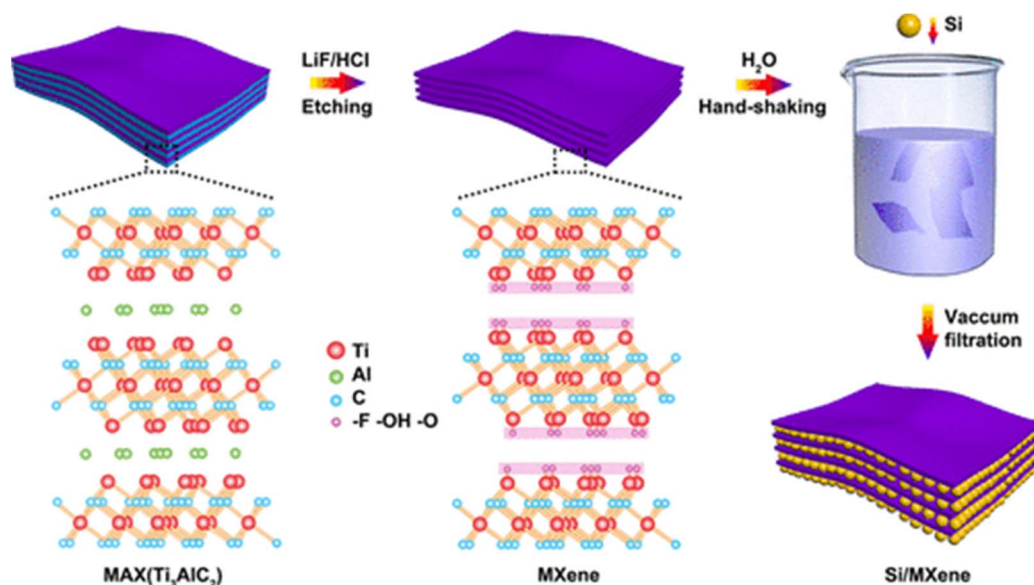 LiF/HCl
Etching
H₂O
Hand-shaking
Si
Ti
Al
C
-F -OH -O
Vaccum
filtration
MAX(Ti₃AlC₂)
MXene
Si/MXene